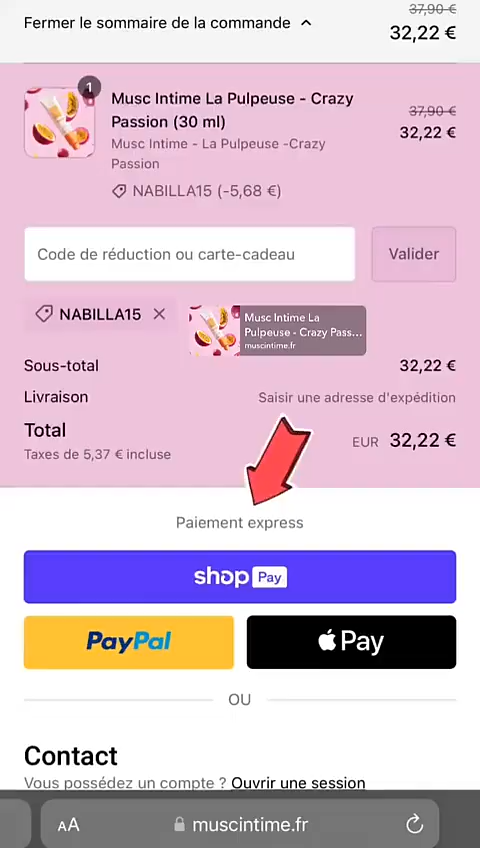 37,90 €
Fermer le sommaire de la commande
32,22 €
1
Musc Intime La Pulpeuse - Crazy
Passion (30 ml)
37,90 €
32,22 €
Musc Intime - La Pulpeuse -Crazy
Passion
NABILLA15 (-5,68 €)
Code de réduction ou carte-cadeau
Valider
NABILLA15
Musc Intime La
Pulpeuse - Crazy Pass...
muscintime.fr
Sous-total
32,22 €
Livraison
Saisir une adresse d'expédition
Total
EUR 32,22 €
Taxes de 5,37 € incluse
Paiement express
shop Pay
PayPal
Pay
OU
Contact
Vous possédez un compte ? Ouvrir une session
AA
muscintime.fr